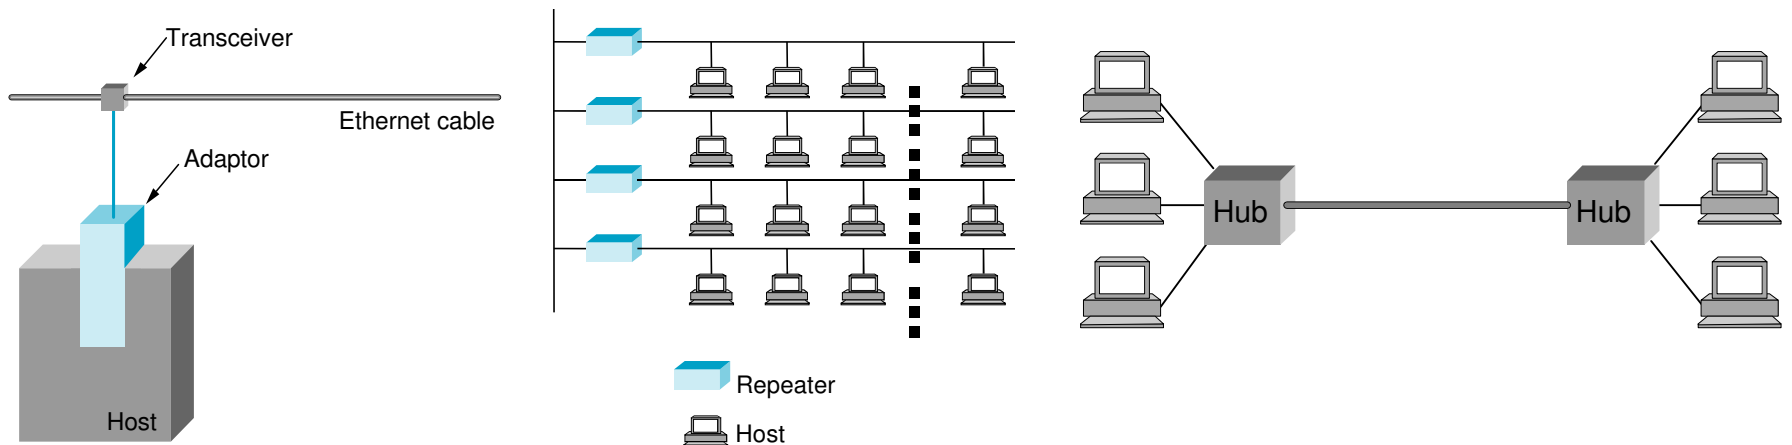 Transceiver
Ethernet cable
Adaptor
Host
Repeater
Host
Hub
Hub